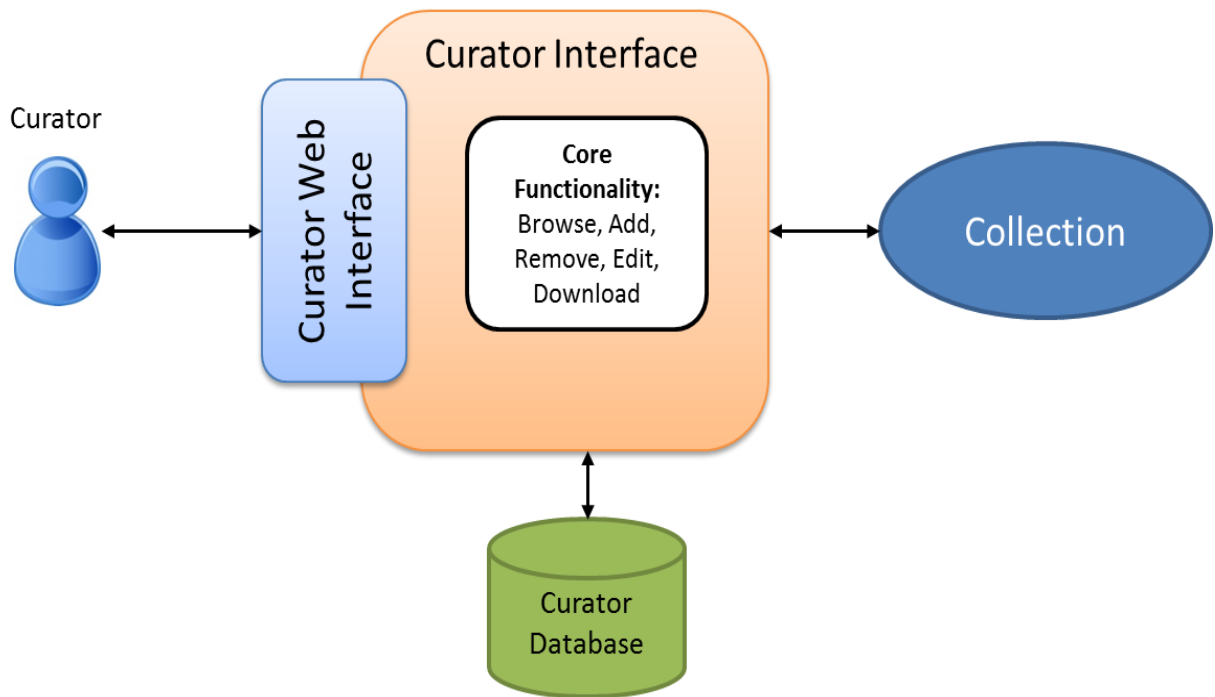 Curator Interface
Curator
Curator Web
Interface
Core
Functionality:
Browse, Add,
Remove, Edit,
Download
Collection
Curator
Database